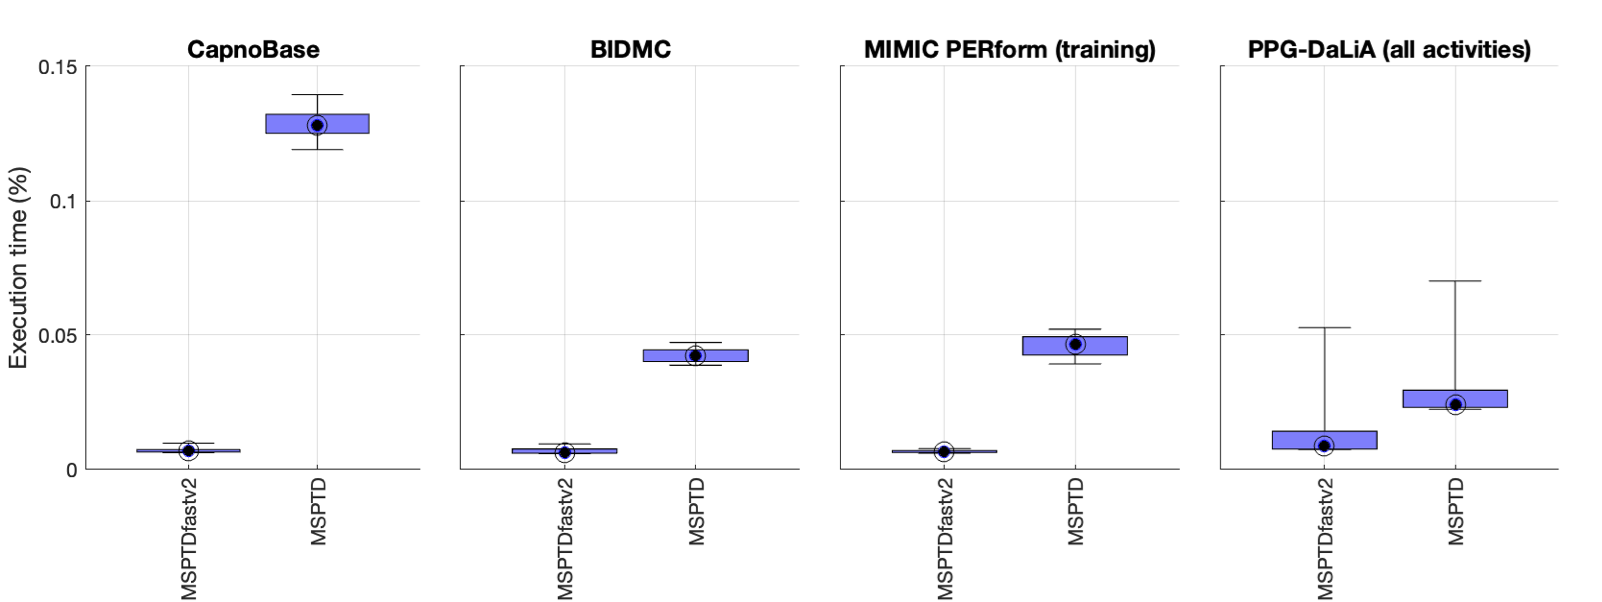 CapnoBase
BIDMC
MIMIC PERform (training)
PPG-DaLiA (all activities)
Execution time (%)
0.15
0.1
0.05
0
MSPTDfastv2
MSPTD
MSPTDfastv2
MSPTD
MSPTDfastv2
MSPTD
MSPTDfastv2
MSPTD